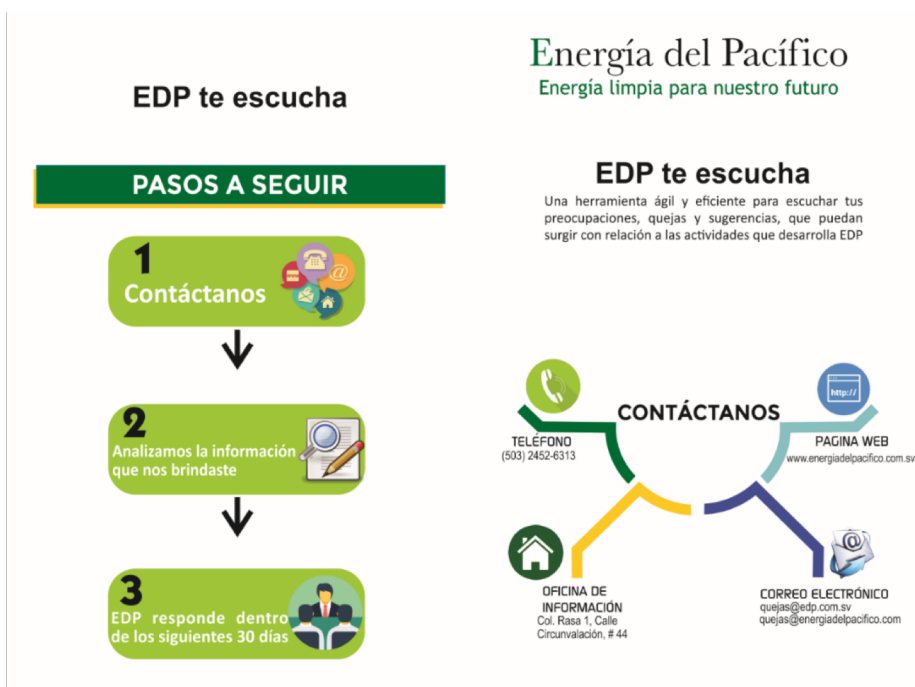 EDP te escucha
PASOS A SEGUIR
1
Contáctanos
WWW
@
2
Analizamos la información
que nos brindaste
3
EDP responde dentro
de los siguientes 30 días
Energía del Pacífico
Energía limpia para nuestro futuro
EDP te escucha
Una herramienta ágil y eficiente para escuchar tus
preocupaciones, quejas y sugerencias, que puedan
surgir con relación a las actividades que desarrolla EDP
CONTÁCTANOS
TELÉFONO
(503) 2452-6313
http://
PAGINA WEB
www.energiadelpacifico.com.sv
OFICINA DE
INFORMACIÓN
Col. Rasa 1, Calle
Circunvalación, # 44
@
CORREO ELECTRÓNICO
quejas@edp.com.sv
quejas@energiadelpacifico.com